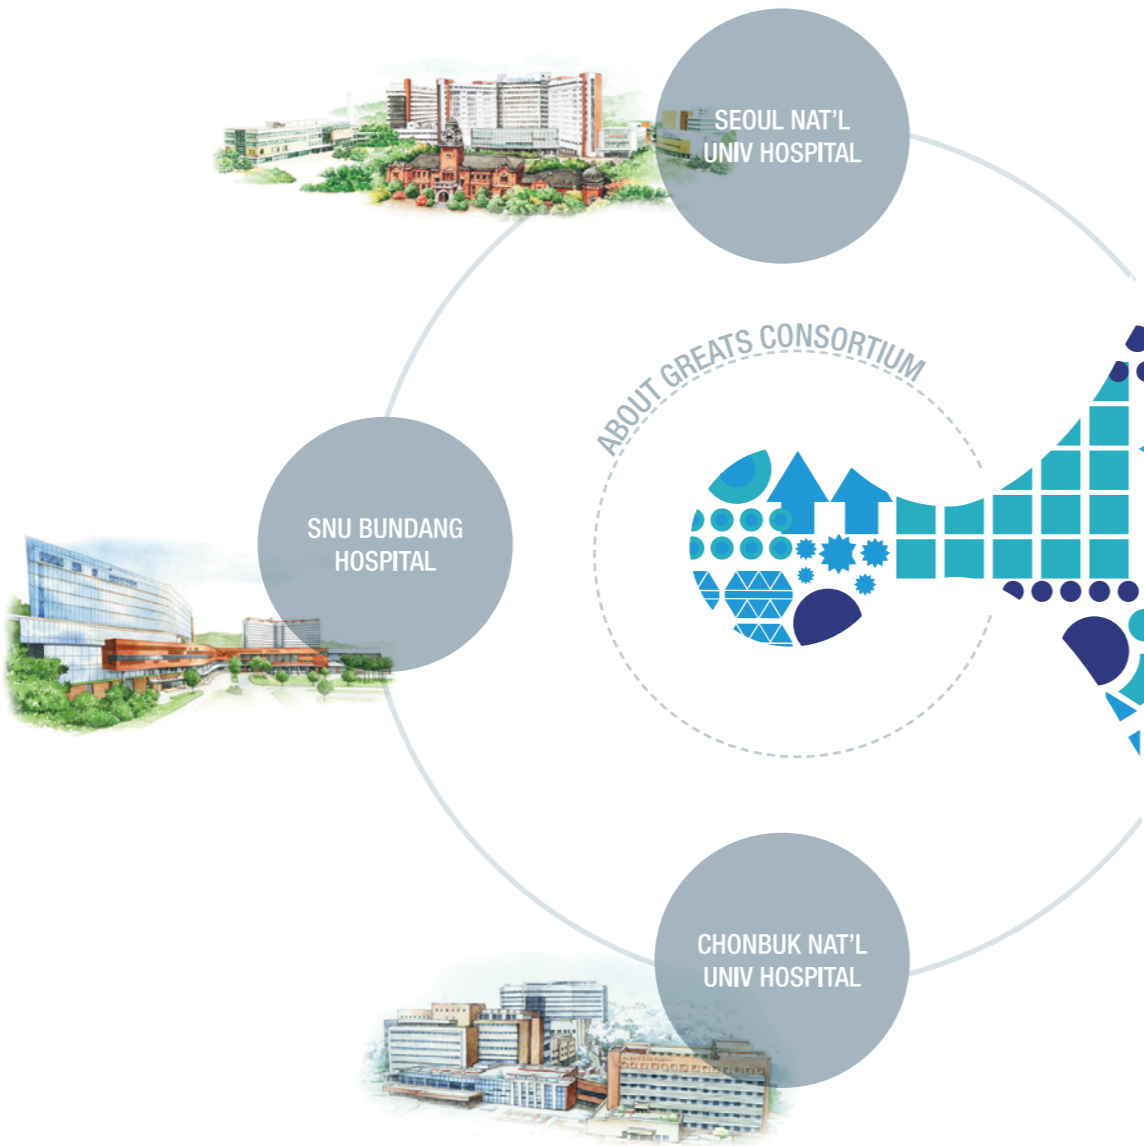 SEOUL NAT'L
UNIV HOSPITAL
ABOUT GREATS CONSORTIUM
SNU BUNDANG
HOSPITAL
CHONBUK NAT'L
UNIV HOSPITAL